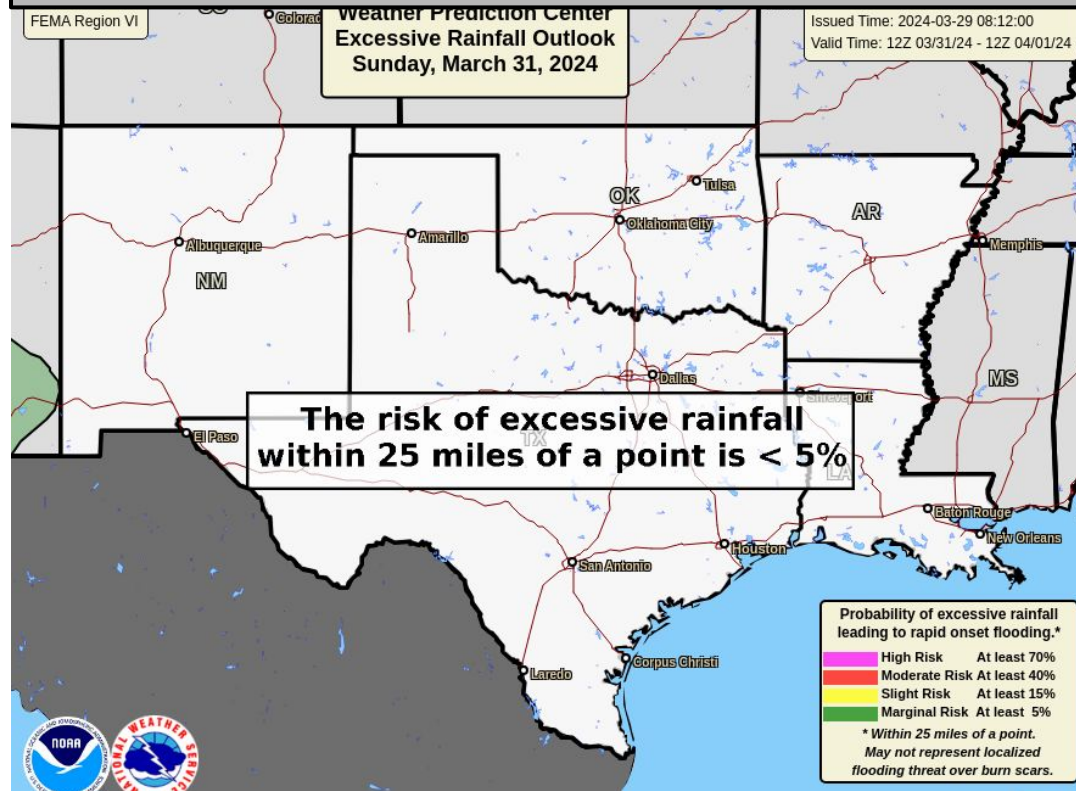 FEMA Region VI
Weather Prediction Center
Excessive Rainfall Outlook
Sunday, March 31, 2024
Issued Time: 2024-03-29 08:12:00
Valid Time: 12Z 03/31/24 - 12Z 04/01/24
Tulsa
OK
Oklahoma City
AR
Albuquerque
Amarillo
Memphis
NM
Dallas
MS
Shreveport
The risk of excessive rainfall
within 25 miles of a point is < 5%
El Paso
TX
LA
Baton Rouge
New Orleans
Houston
San Antonio
Laredo
Corpus Christi
Probability of excessive rainfall
leading to rapid onset flooding.*
High Risk At least 70%
Moderate Risk At least 40%
Slight Risk At least 15%
Marginal Risk At least 5%
* Within 25 miles of a point.
May not represent localized
flooding threat over burn scars.
NOAA
NATIONAL WEATHER SERVICE